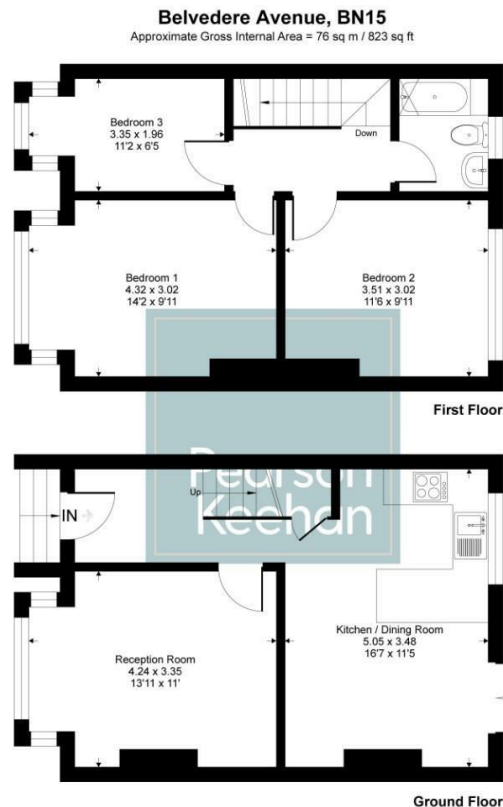 Belvedere Avenue, BN15
Approximate Gross Internal Area = 76 sq m / 823 sq ft
Bedroom 3
3.35 x 1.96
11'2 x 6'5
Down
Bedroom 1
4.32 x 3.02
14'2 x 9'11
Bedroom 2
3.51 x 3.02
11'6 x 9'11
First Floor
Pearson
Keehan
Up
IN
Kitchen / Dining Room
5.05 x 3.48
16'7 x 11'5
Reception Room
4.24 x 3.35
13'11 x 11'
Ground Floor